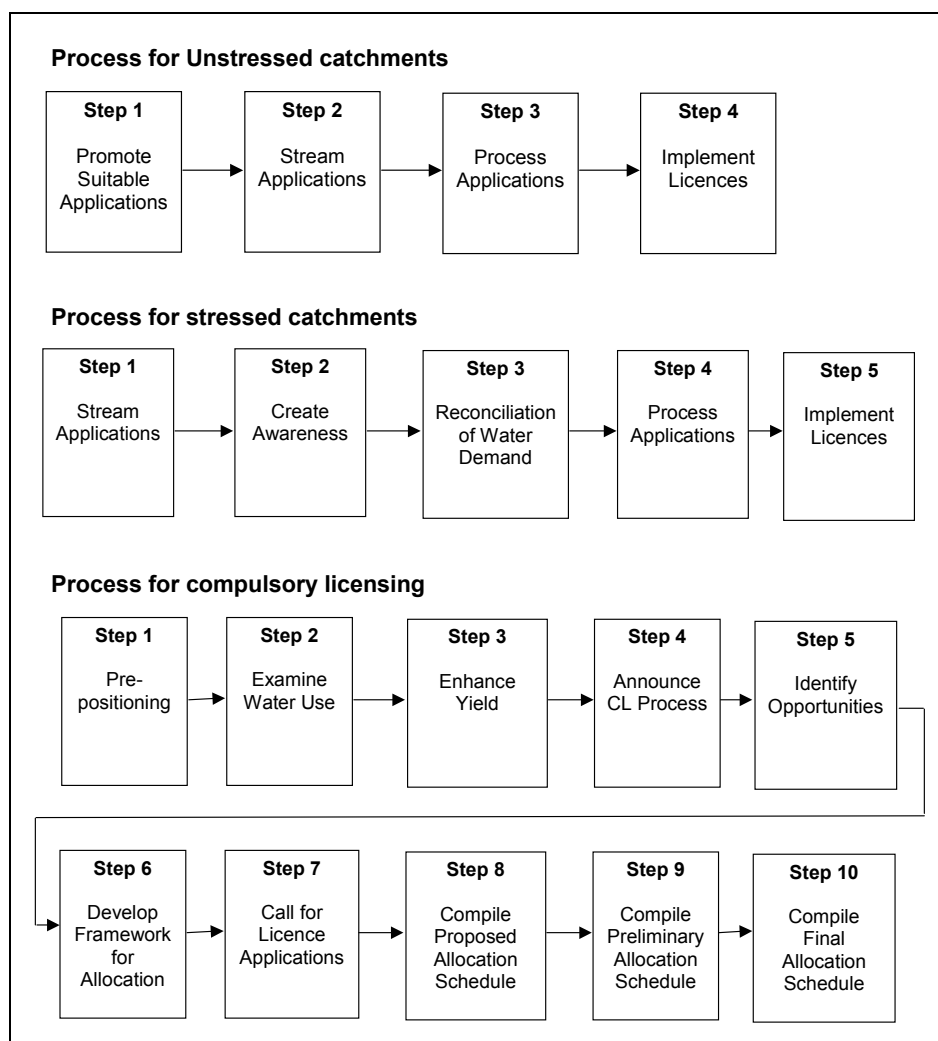 Process for Unstressed catchments
Step 1
Promote
Suitable
Applications
Step 2
Stream
Applications
Step 3
Process
Applications
Step 4
Implement
Licences
Process for stressed catchments
Step 1
Stream
Applications
Step 2
Create
Awareness
Step 3
Reconciliation
of Water
Demand
Step 4
Process
Applications
Step 5
Implement
Licences
Process for compulsory licensing
Step 1
Pre-
positioning
Step 2
Examine
Water Use
Step 3
Enhance
Yield
Step 4
Announce
CL Process
Step 5
Identify
Opportunities
Step 6
Develop
Framework
for
Allocation
Step 7
Call for
Licence
Applications
Step 8
Compile
Proposed
Allocation
Schedule
Step 9
Compile
Preliminary
Allocation
Schedule
Step 10
Compile
Final
Allocation
Schedule